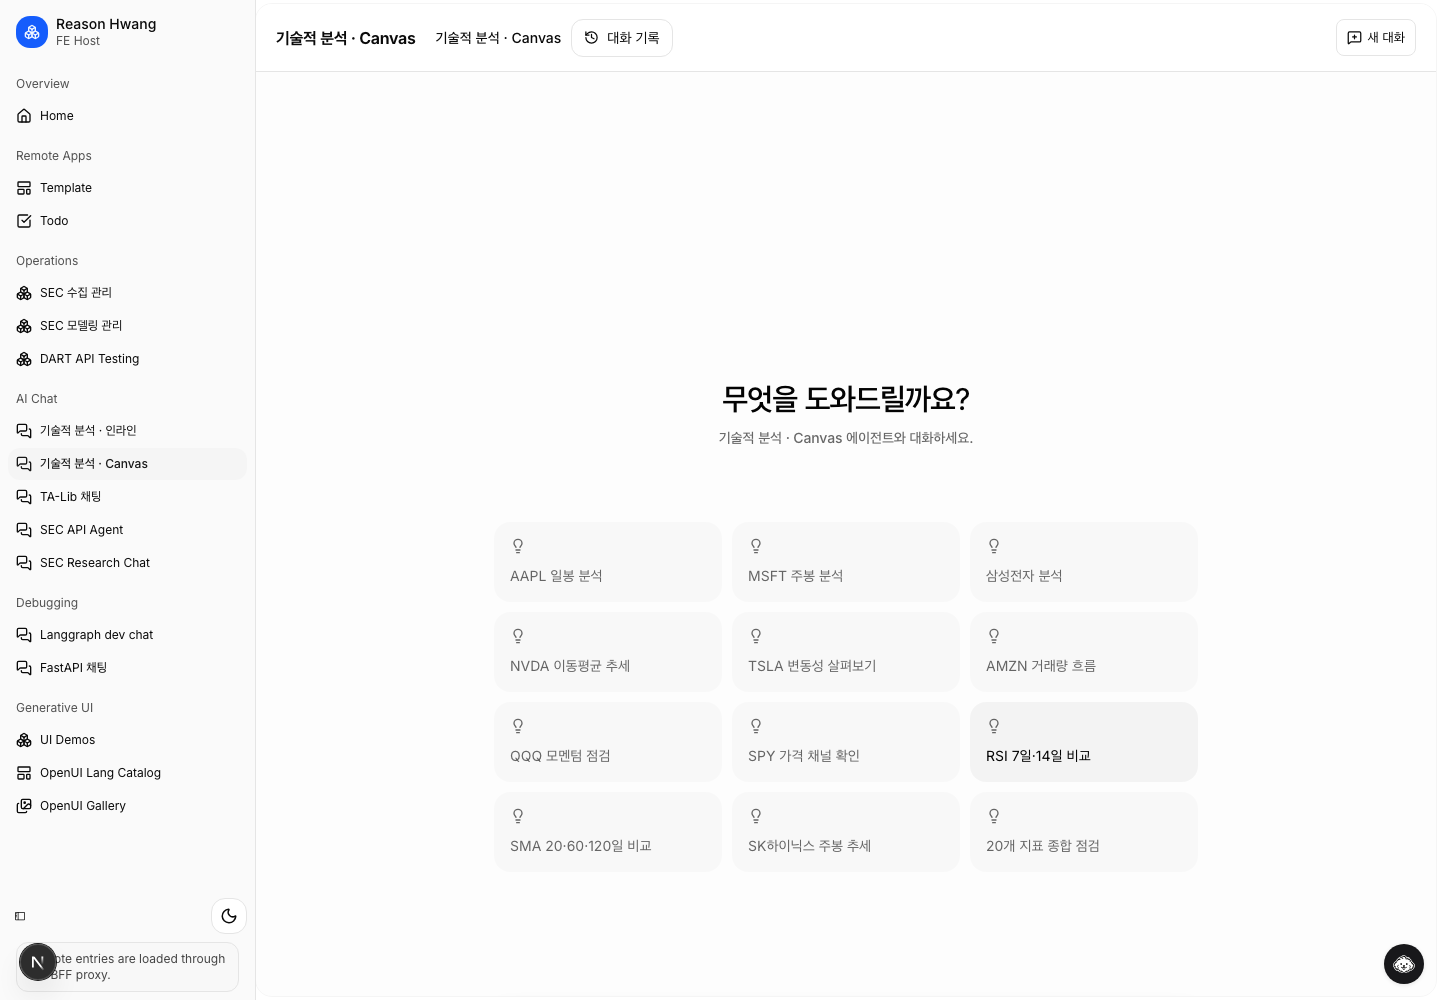 Reason Hwang
FE Host
Overview
Home
Remote Apps
Template
Todo
Operations
SEC 수집 관리
SEC 모델링 관리
DART API Testing
AI Chat
기술적 분석 · 인라인
기술적 분석 · Canvas
TA-Lib 채팅
SEC API Agent
SEC Research Chat
Debugging
Langgraph dev chat
FastAPI 채팅
Generative UI
UI Demos
OpenUI Lang Catalog
OpenUI Gallery
entries are loaded through
BFF proxy.
N
기술적 분석 · Canvas
기술적 분석 · Canvas
대화 기록
새 대화
무엇을 도와드릴까요?
기술적 분석 · Canvas 에이전트와 대화하세요.
AAPL 일봉 분석
MSFT 주봉 분석
삼성전자 분석
NVDA 이동평균 추세
TSLA 변동성 살펴보기
AMZN 거래량 흐름
QQQ 모멘텀 점검
SPY 가격 채널 확인
RSI 7일·14일 비교
SMA 20·60·120일 비교
SK하이닉스 주봉 추세
20개 지표 종합 점검